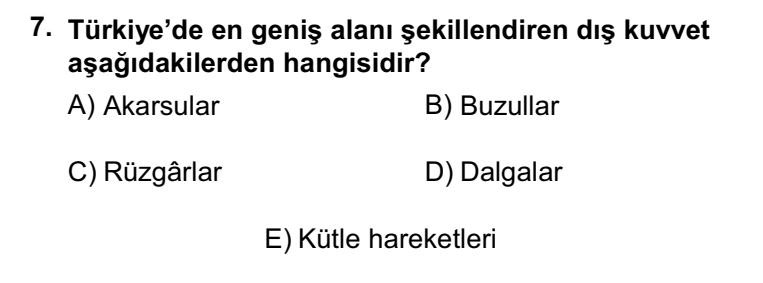 7. Türkiye’de en geniş alanı şekillendiren dış kuvvet
aşağıdakilerden hangisidir?
A) Akarsular B) Buzullar
C) Rüzgârlar D) Dalgalar
E) Kütle hareketleri